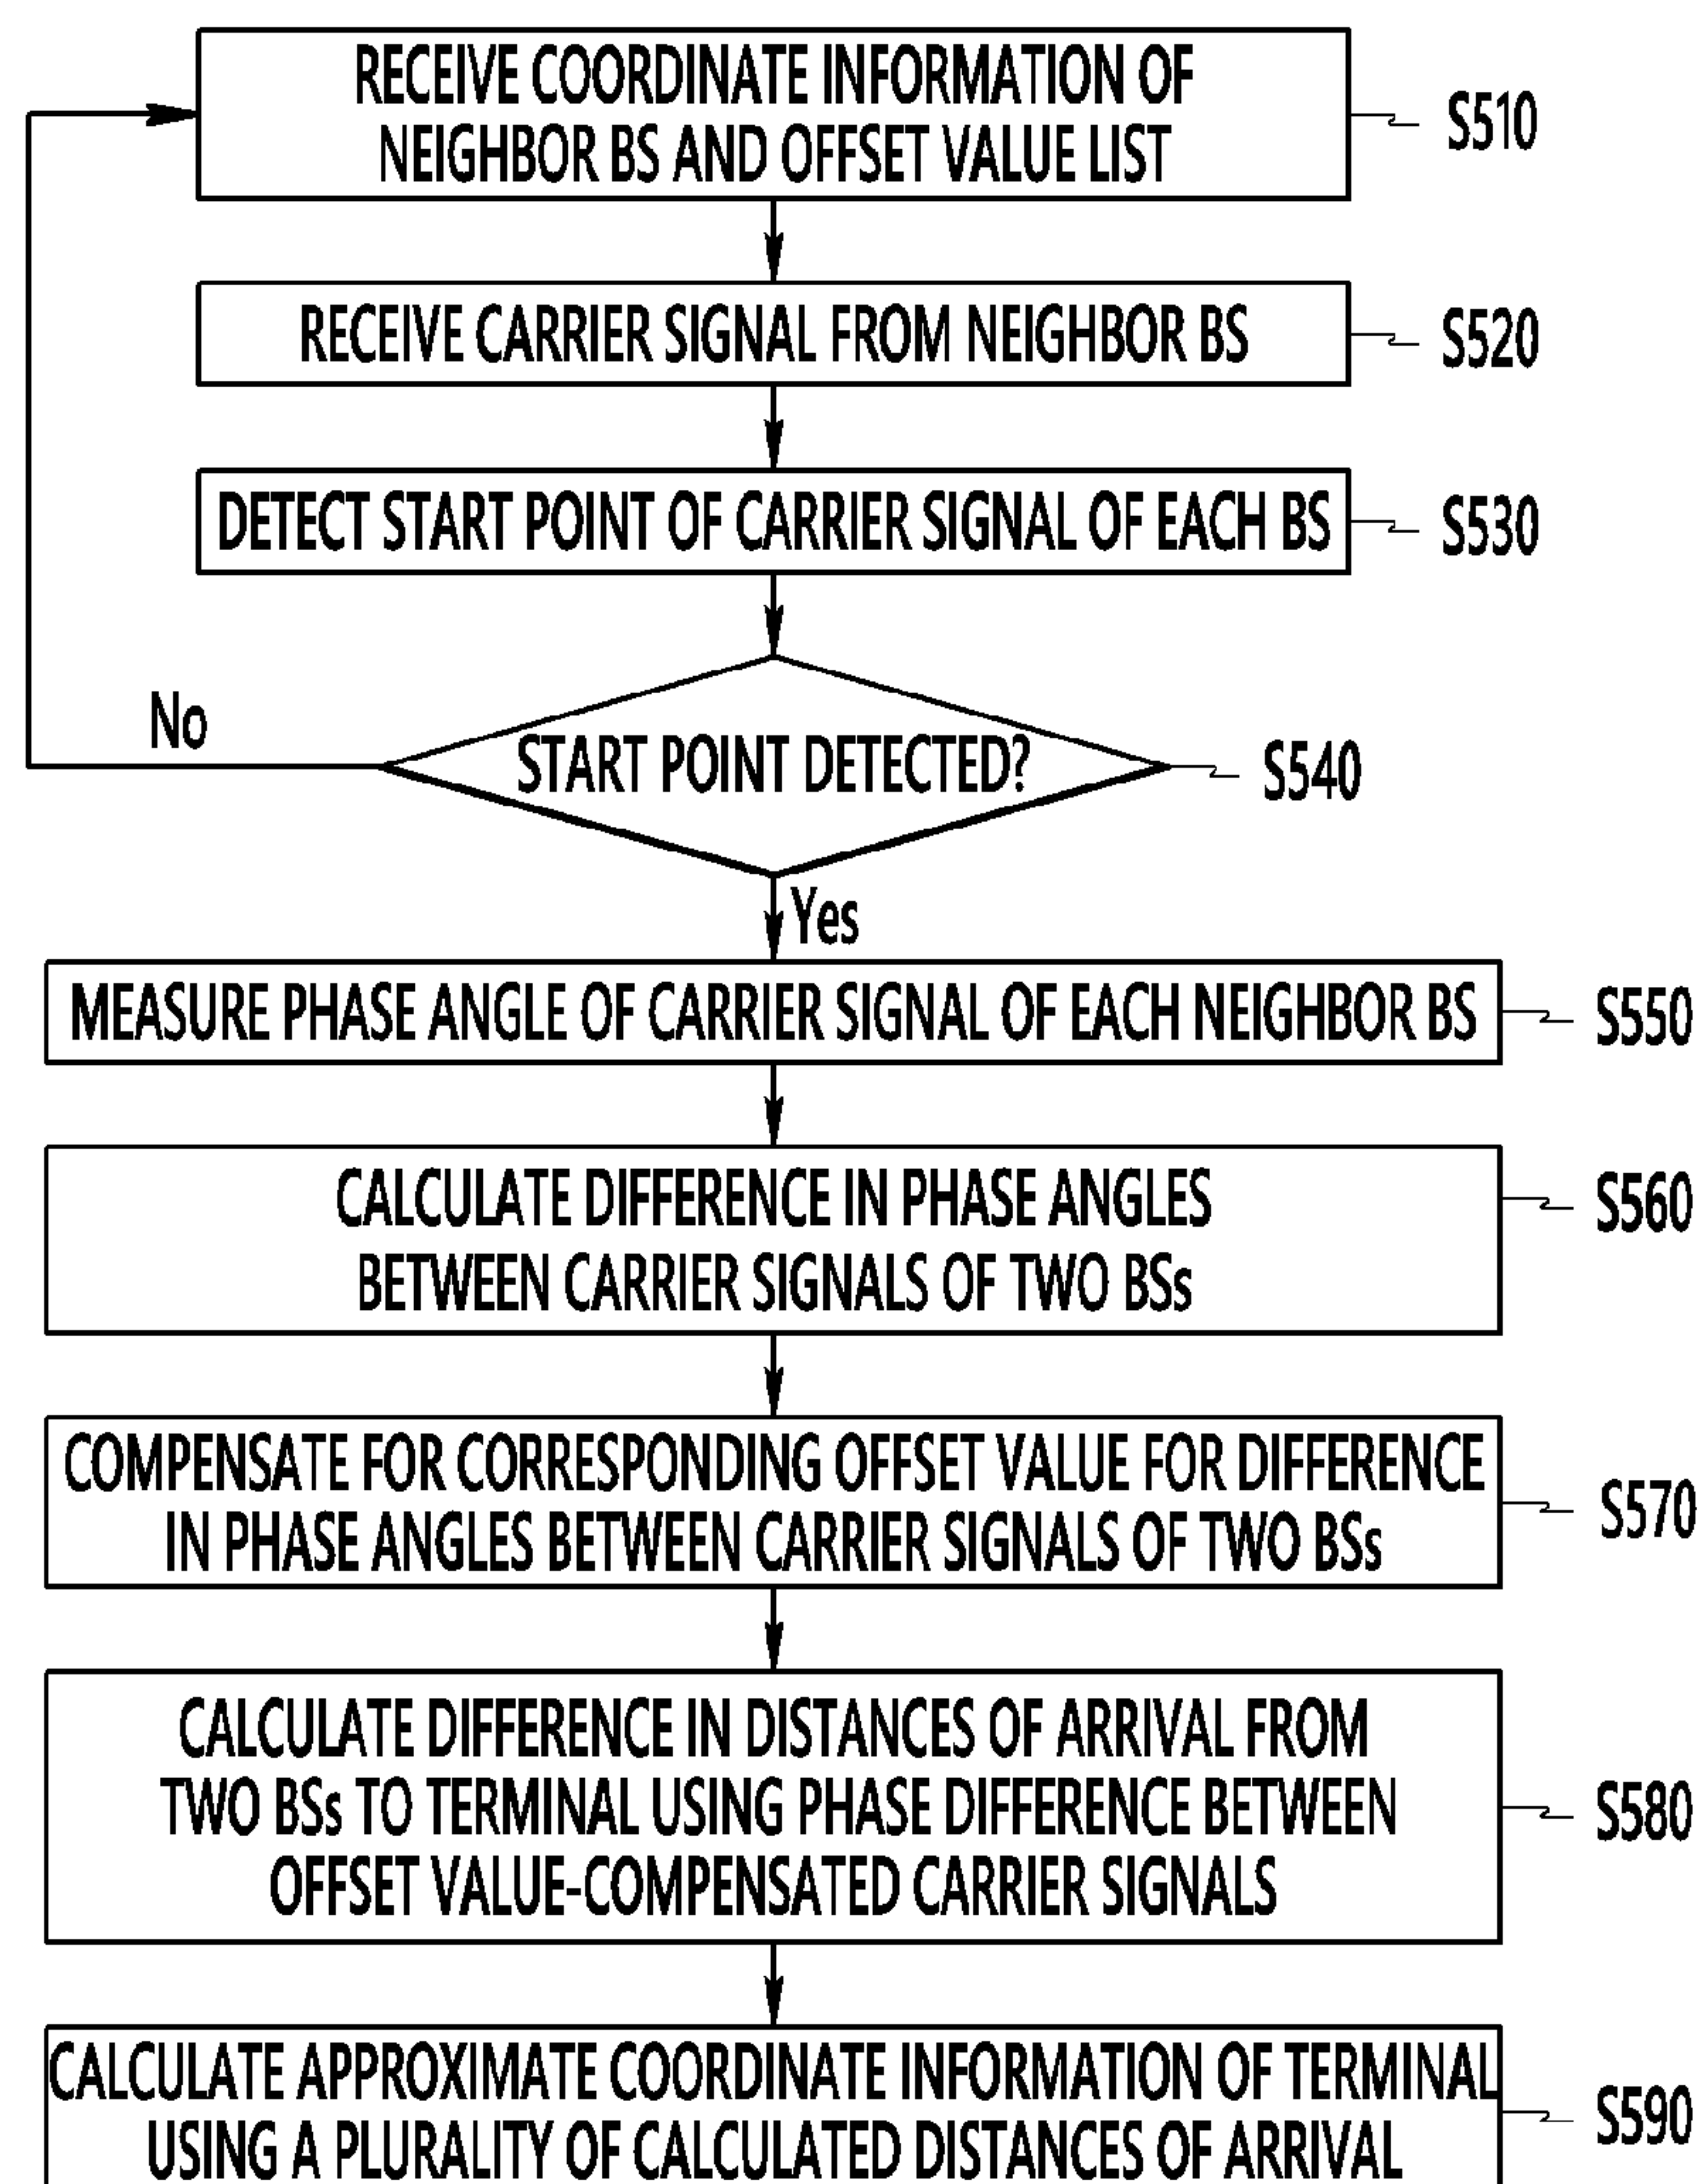 RECEIVE COORDINATE INFORMATION OF
NEIGHBOR BS AND OFFSET VALUE LIST
S510
RECEIVE CARRIER SIGNAL FROM NEIGHBOR BS
S520
DETECT START POINT OF CARRIER SIGNAL OF EACH BS
S530
No
START POINT DETECTED?
S540
Yes
MEASURE PHASE ANGLE OF CARRIER SIGNAL OF EACH NEIGHBOR BS
S550
CALCULATE DIFFERENCE IN PHASE ANGLES
BETWEEN CARRIER SIGNALS OF TWO BSs
S560
COMPENSATE FOR CORRESPONDING OFFSET VALUE FOR DIFFERENCE
IN PHASE ANGLES BETWEEN CARRIER SIGNALS OF TWO BSs
S570
CALCULATE DIFFERENCE IN DISTANCES OF ARRIVAL FROM
TWO BSs TO TERMINAL USING PHASE DIFFERENCE BETWEEN
OFFSET VALUE-COMPENSATED CARRIER SIGNALS
S580
CALCULATE APPROXIMATE COORDINATE INFORMATION OF TERMINAL
USING A PLURALITY OF CALCULATED DISTANCES OF ARRIVAL
S590